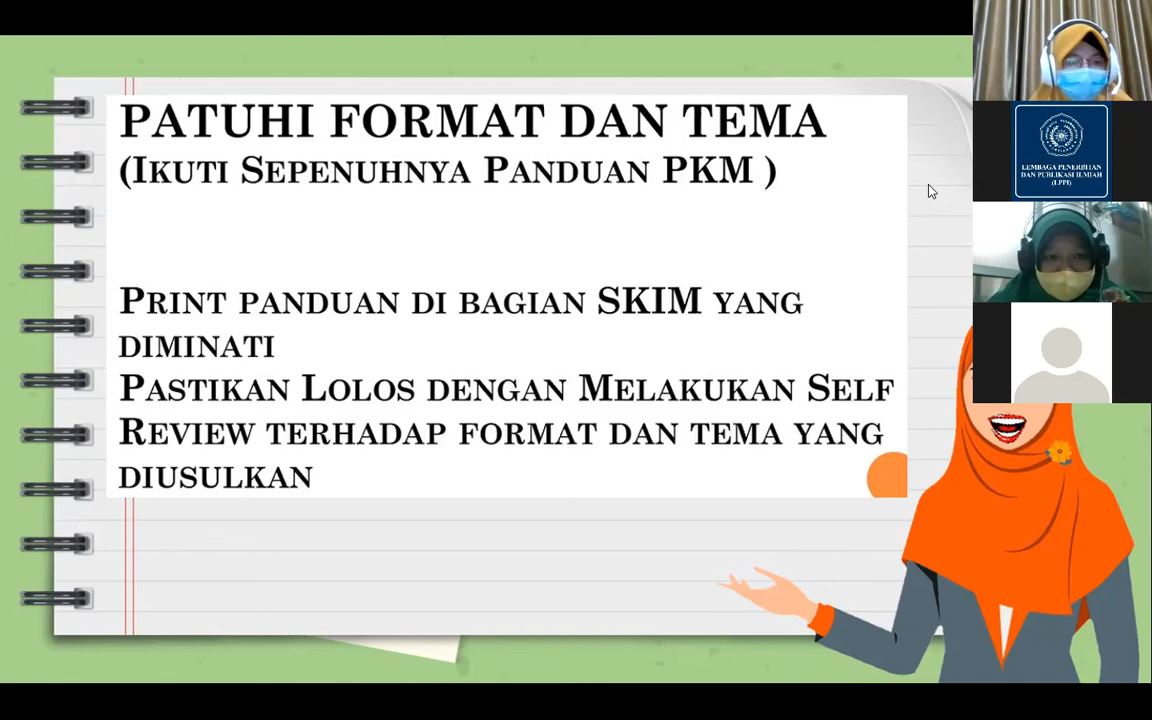 PATUHI FORMAT DAN TEMA
(IKUTI SEPENUHNYA PANDUAN PKM )
PRINT PANDUAN DI BAGIAN SKIM YANG
DIMINATI
PASTIKAN LOLOS DENGAN MELAKUKAN SELF
REVIEW TERHADAP FORMAT DAN TEMA YANG
DIUSULKAN
LEMBAGA PENERBITAN
DAN PUBLIKASI ILMIAH
(LPPI)